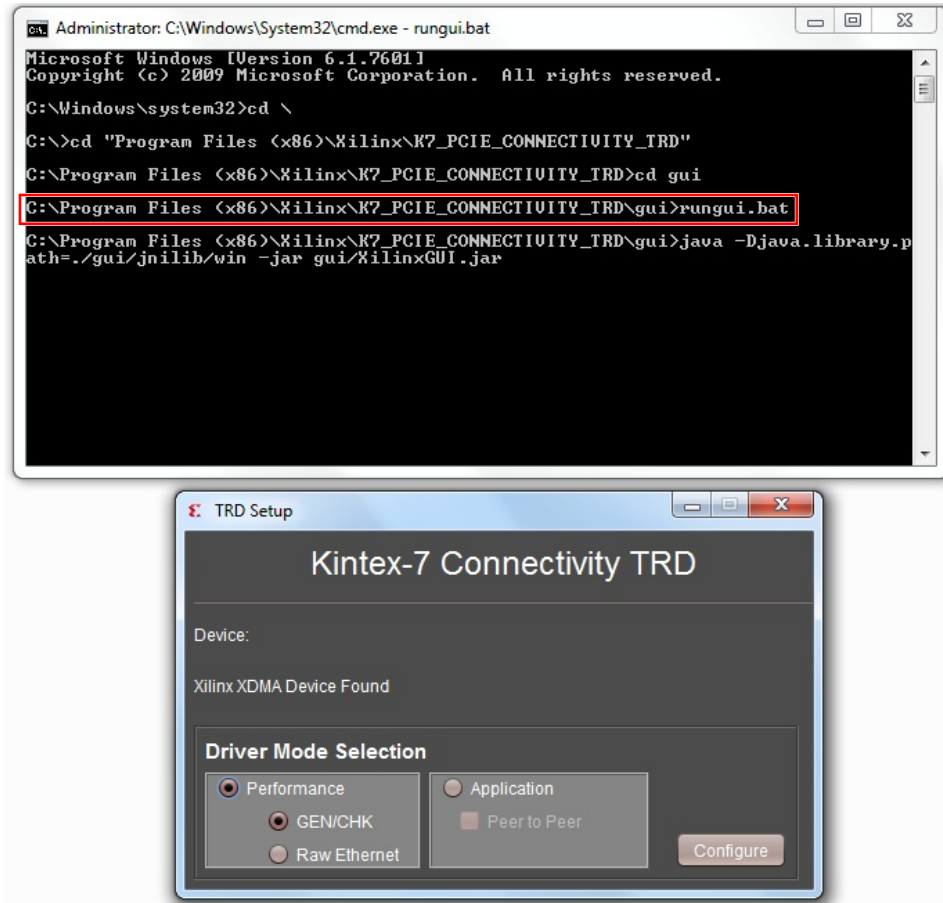 Administrator: C:\Windows\System32\cmd.exe - rungui.bat
Microsoft Windows [Version 6.1.7601]
Copyright (c) 2009 Microsoft Corporation.  All rights reserved.
C:\Windows\system32>cd \
C:\>cd "Program Files (x86)\Xilinx\K7_PCIE_CONNECTIVITY_TRD"
C:\Program Files (x86)\Xilinx\K7_PCIE_CONNECTIVITY_TRD>cd gui
C:\Program Files (x86)\Xilinx\K7_PCIE_CONNECTIVITY_TRD\gui>rungui.bat
C:\Program Files (x86)\Xilinx\K7_PCIE_CONNECTIVITY_TRD\gui>java -Djava.library.p
ath=./gui/jnilib/win -jar gui/XilinxGUI.jar
TRD Setup
Kintex-7 Connectivity TRD
Device:
Xilinx XDMA Device Found
Driver Mode Selection
Performance
Application
GEN/CHK
Peer to Peer
Raw Ethernet
Configure